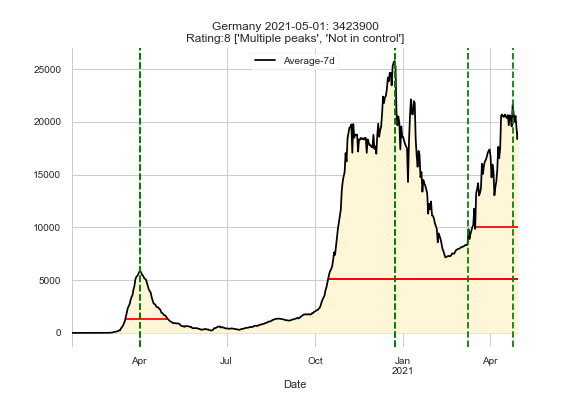 Germany 2021-05-01: 3423900
Rating:8 ['Multiple peaks', 'Not in control']
Average-7d
25000
20000
15000
10000
5000
0
Apr
Jul
Oct
Jan
2021
Apr
Date